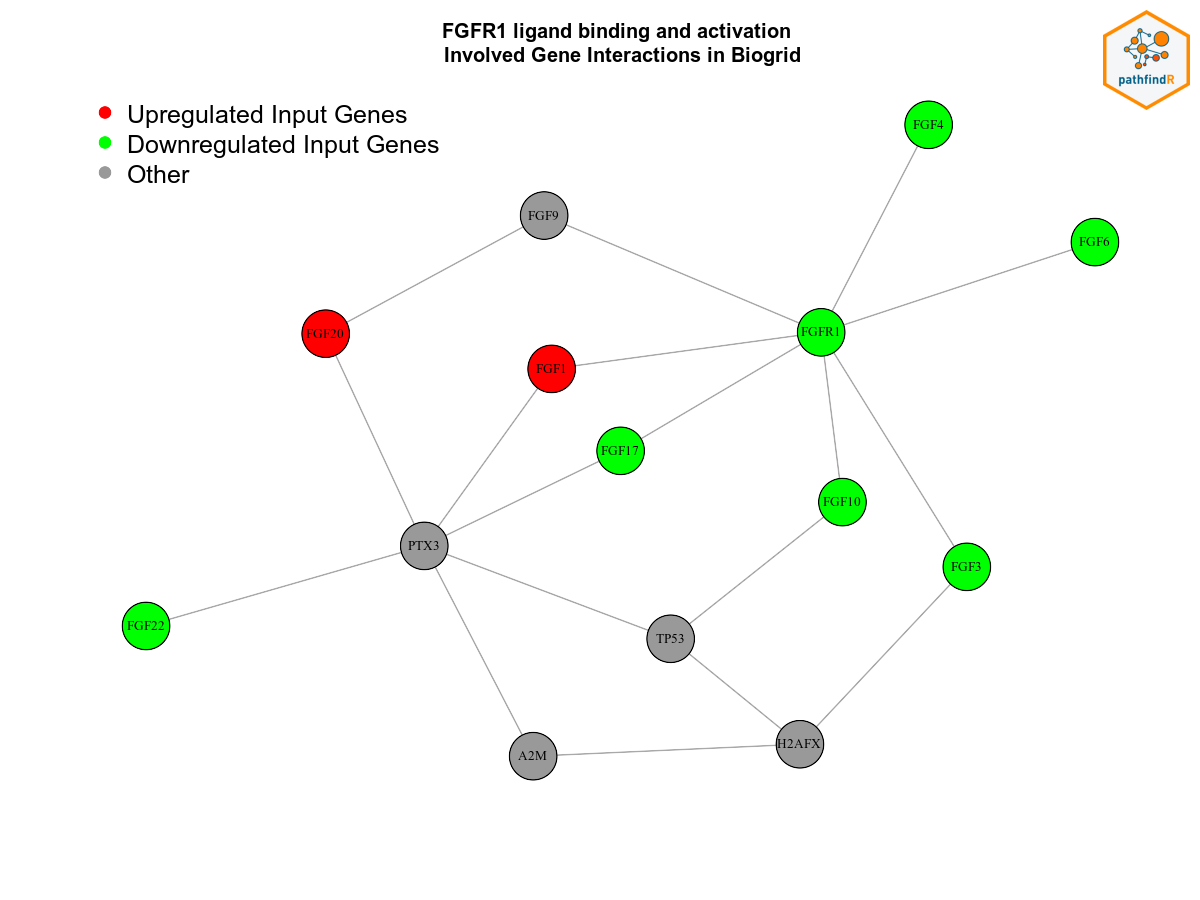 FGFR1 ligand binding and activation
Involved Gene Interactions in Biogrid
pathfindR
Upregulated Input Genes
Downregulated Input Genes
Other
FGF4
FGF9
FGF6
FGF20
FGFR1
FGF1
FGF17
FGF10
PTX3
FGF3
FGF22
TP53
H2AFX
A2M